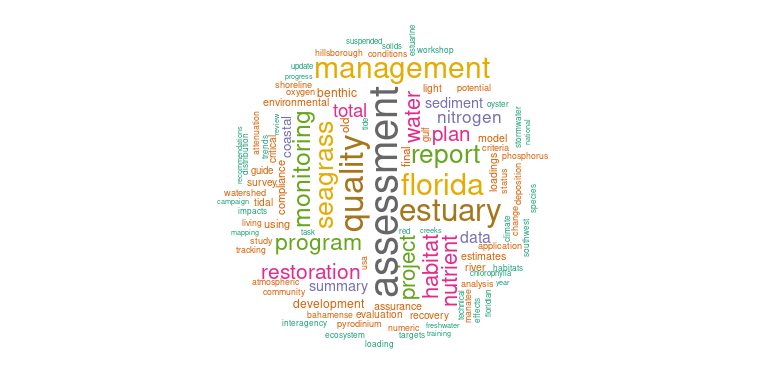 suspended
solids
estuarine
workshop
hillsborough
conditions
update
management
progress
shoreline
oxygen
benthic
light
potential
environmental
total
assessment
water
sediment
oyster
nitrogen
stormwater
national
review
attenuation
coastal
monitoring
seagrass
old
tide
quality
gulf
plan
model
criteria
recommendations
distribution
trends
critical
final
report
phosphorus
loadings
guide
survey
compliance
florida
status
deposition
watershed
campaign
tidal
impacts
estuary
species
living
using
change
climate
southwest
mapping
task
red
creeks
study
tracking
program
project
habitat
nutrient
data
application
estimates
restoration
usa
river
habitats
chlorophylla
atmospheric
community
summary
analysis
year
development
assurance
technical
manatee
effects
floridian
bahamense
evaluation
recovery
interagency
pyrodinium
numeric
freshwater
training
ecosystem
targets
loading